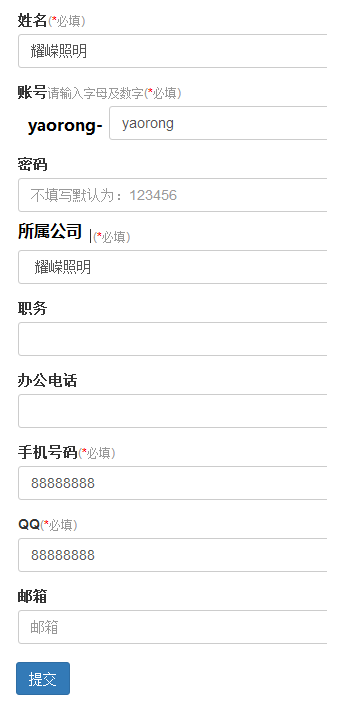 姓名(*必填)
耀嵘照明
账号请输入字母及数字(*必填)
yaorong- yaorong
密码
不填写默认为：123456
所属公司 (*必填)
耀嵘照明
职务
办公电话
手机号码(*必填)
88888888
QQ(*必填)
88888888
邮箱
邮箱
提交